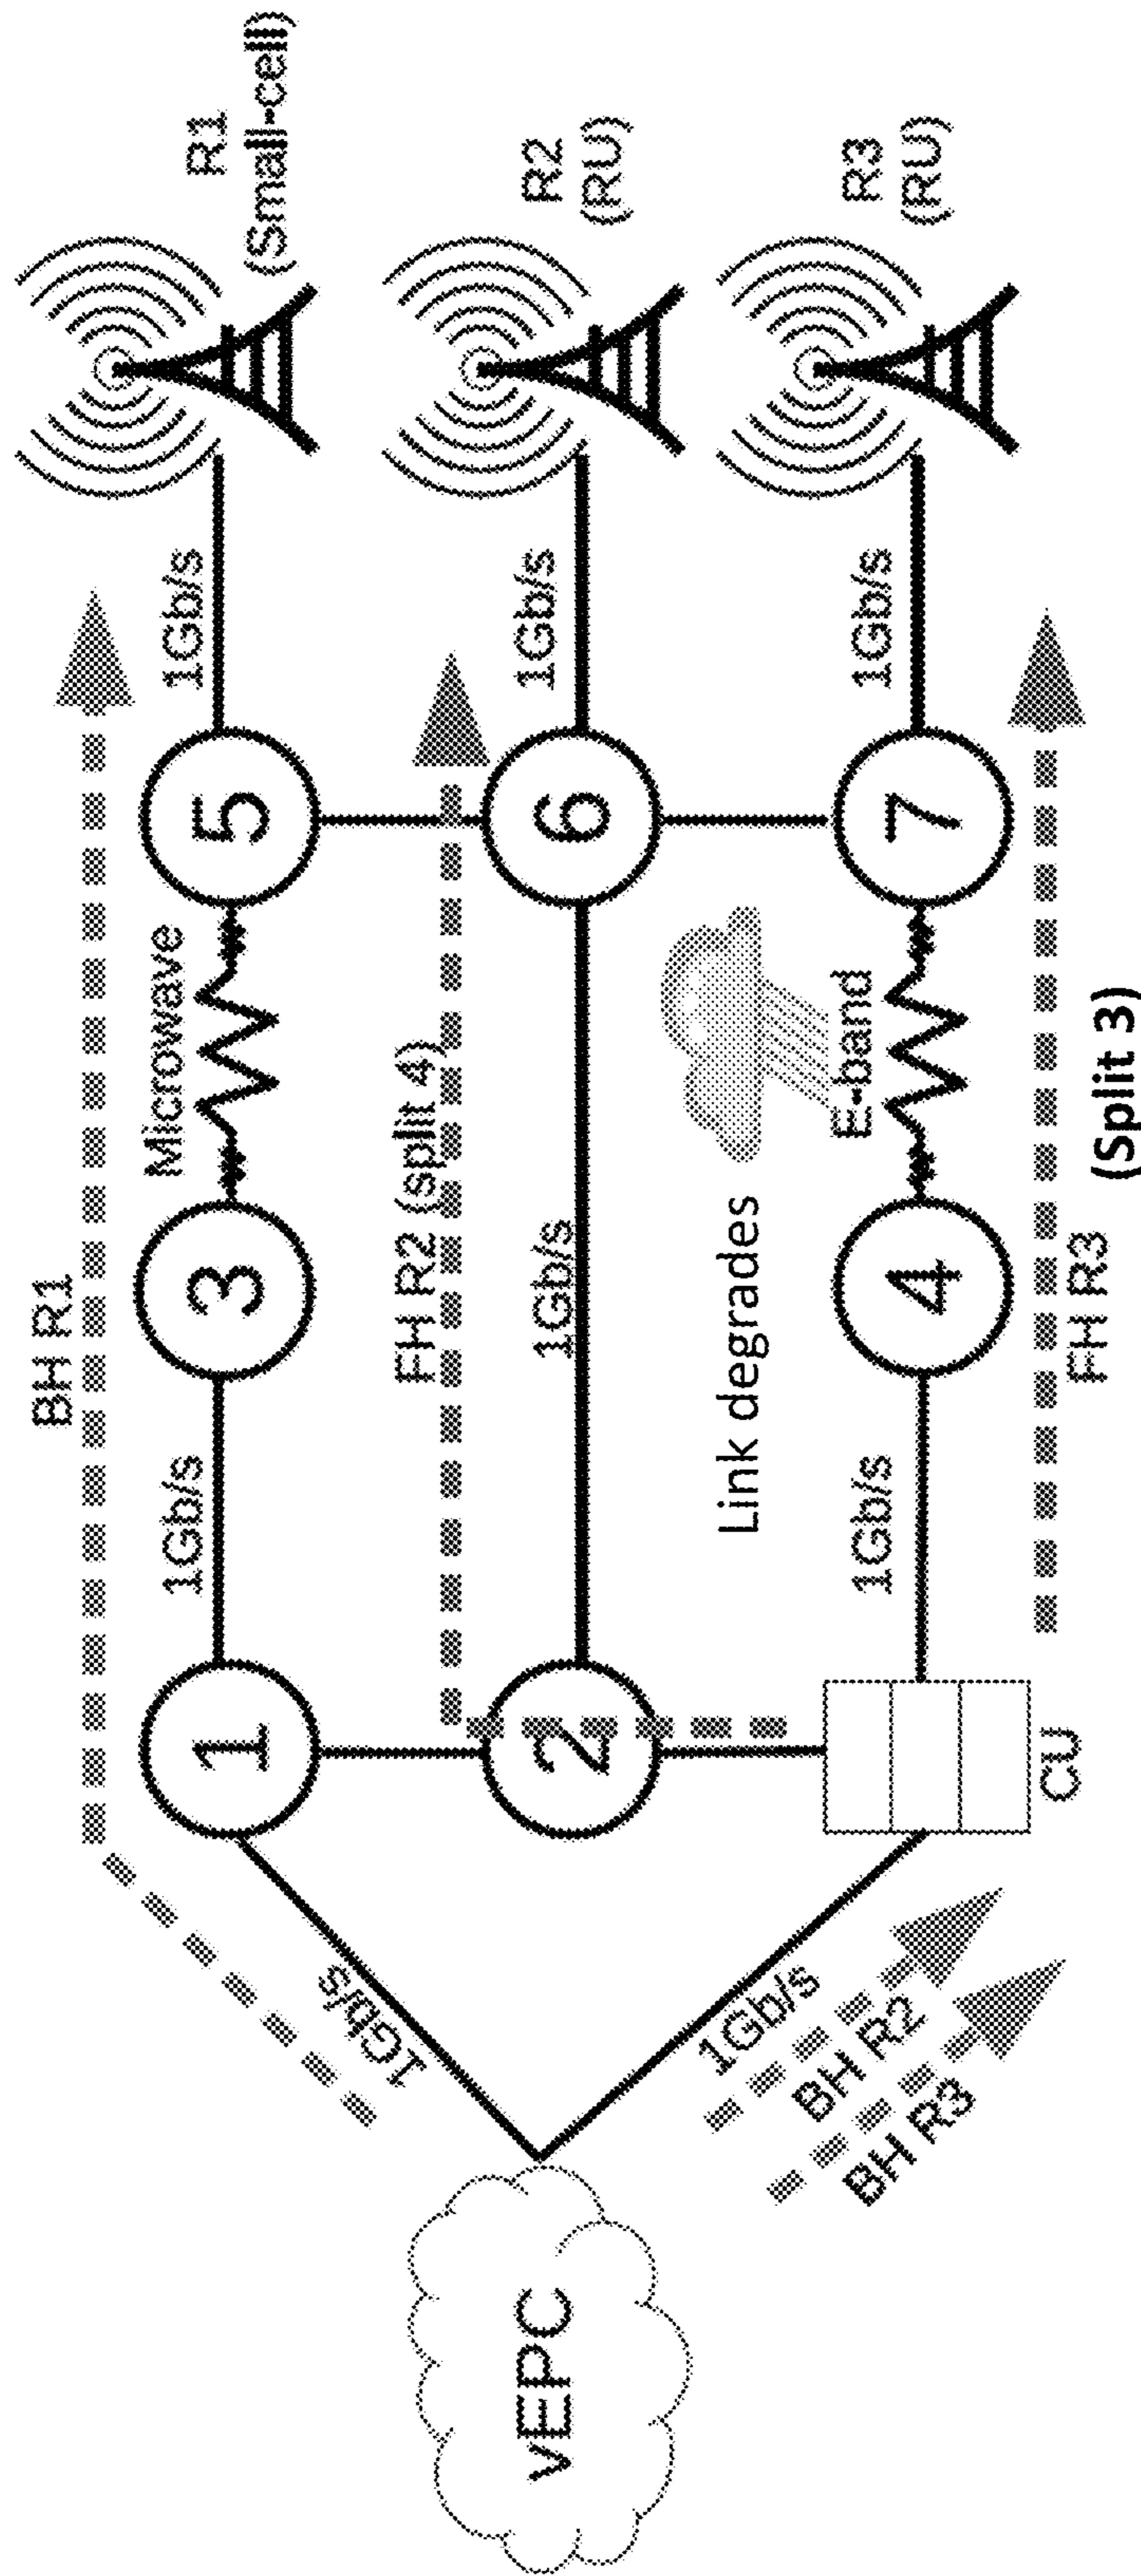 BH R1
R1
(Small-cell)
1Gb/s
1
1Gb/s
3
Microwave
5
1Gb/s
FH R2 (split 4)
R2
(RU)
vEPC
2
1Gb/s
6
1Gb/s
Link degrades
R3
(RU)
1Gb/s
BH R2
BH R3
CU
1Gb/s
4
E-band
7
1Gb/s
FH R3
(Split 3)